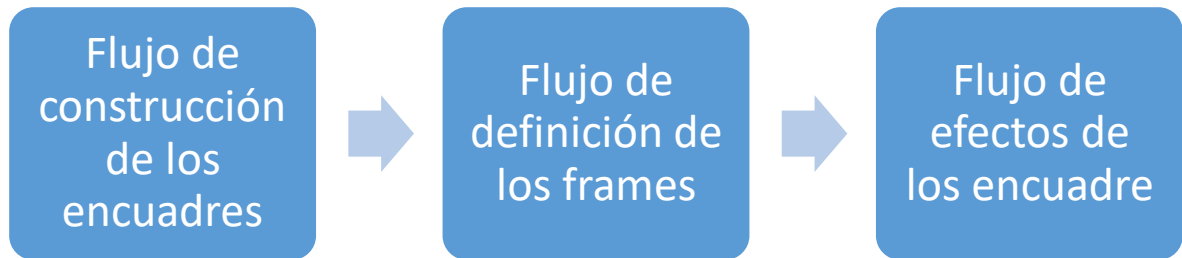 Flujo de
construcción
de los
encuadres
Flujo de
definición de
los frames
Flujo de
efectos de
los encuadre